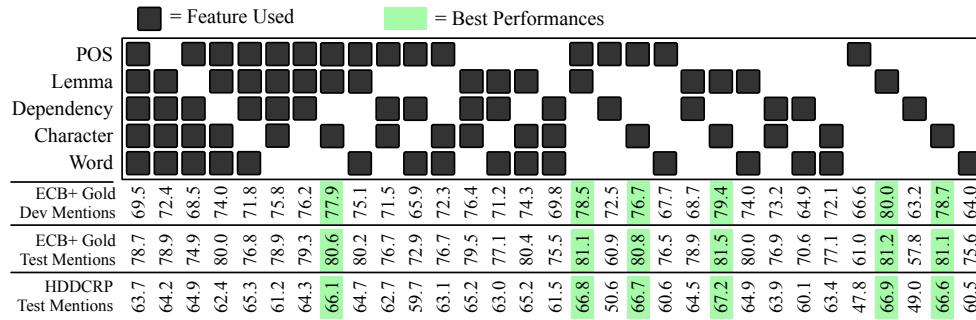 = Feature Used = Best Performances
POS
Lemma
Dependency
Character
Word
ECB+ Gold
Dev Mentions
69.5 72.4 68.5 74.0 71.8 75.8 76.2 77.9 75.1 71.5 65.9 72.3 76.4 71.2 74.3 69.8 78.5 72.5 76.7 67.7 68.7 79.4 74.0 73.2 64.9 72.1 66.6 80.0 63.2 78.7 64.0
ECB+ Gold
Test Mentions
78.7 78.9 74.9 80.0 76.8 78.9 79.3 80.6 80.2 76.7 72.9 76.7 79.5 77.1 80.4 75.5 81.1 60.9 80.8 76.5 78.9 81.5 80.0 76.9 70.6 77.1 61.0 81.2 57.8 81.1 75.6
HDDCRP
Test Mentions
63.7 64.2 64.9 62.4 65.3 61.2 64.3 66.1 64.7 62.7 59.7 63.1 65.2 63.0 65.2 61.5 66.8 50.6 66.7 60.6 64.5 67.2 64.9 63.9 60.1 63.4 47.8 66.9 49.0 66.6 60.5